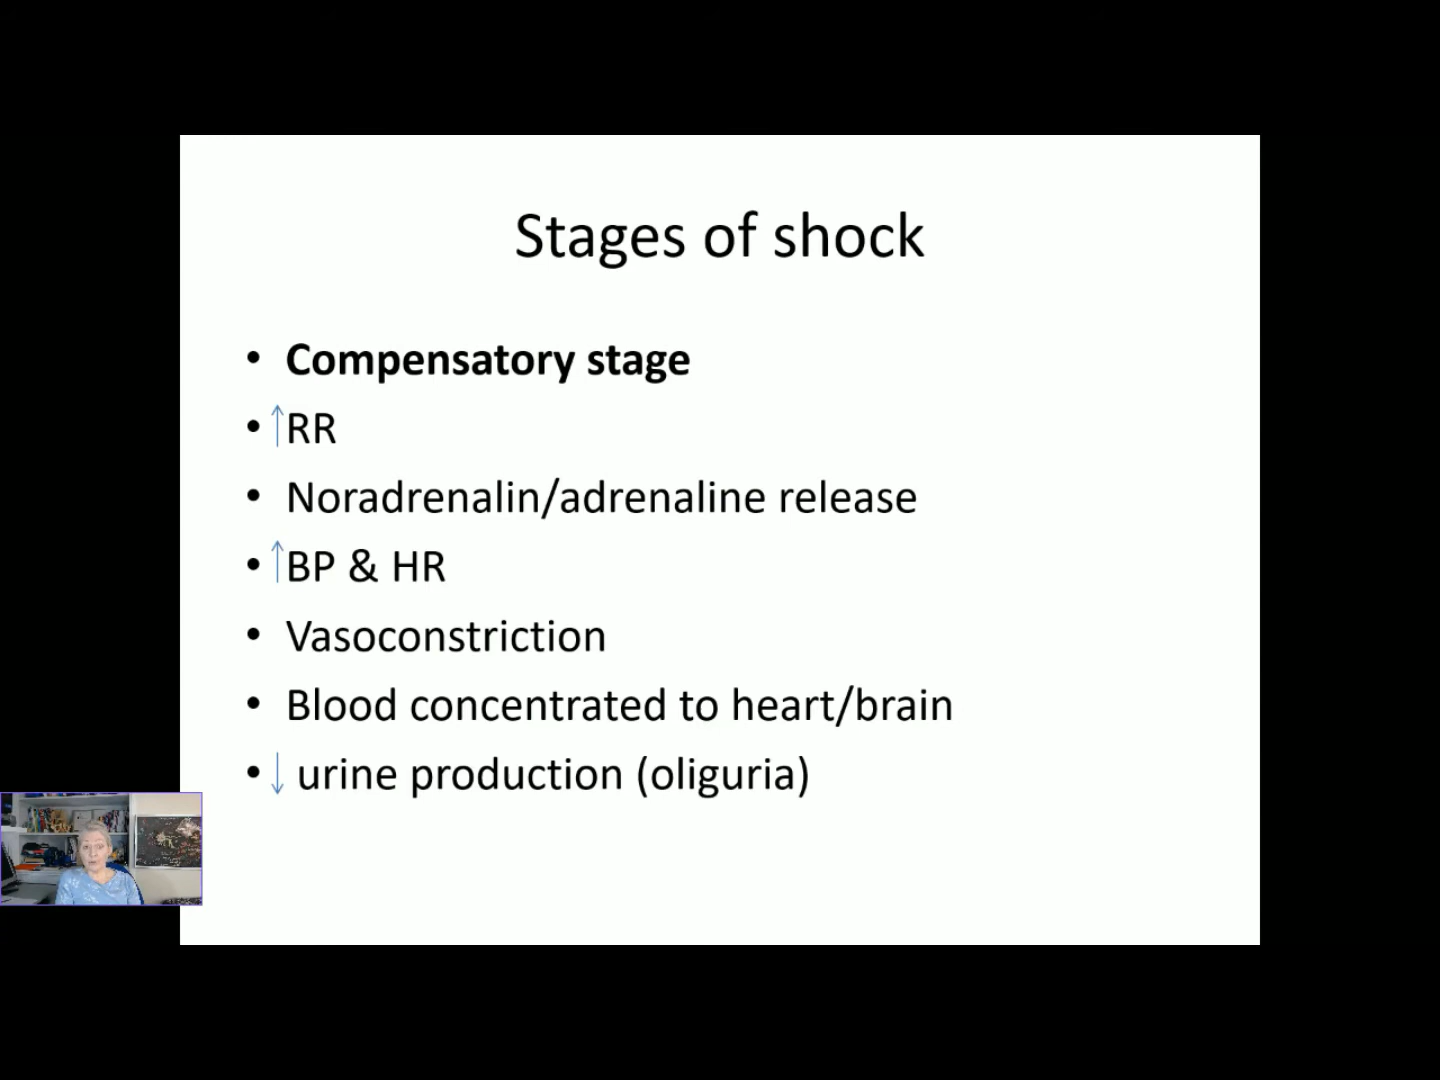 Stages of shock
• Compensatory stage
• ↑RR
• Noradrenalin/adrenaline release
• ↑BP & HR
• Vasoconstriction
• Blood concentrated to heart/brain
• ↓ urine production (oliguria)